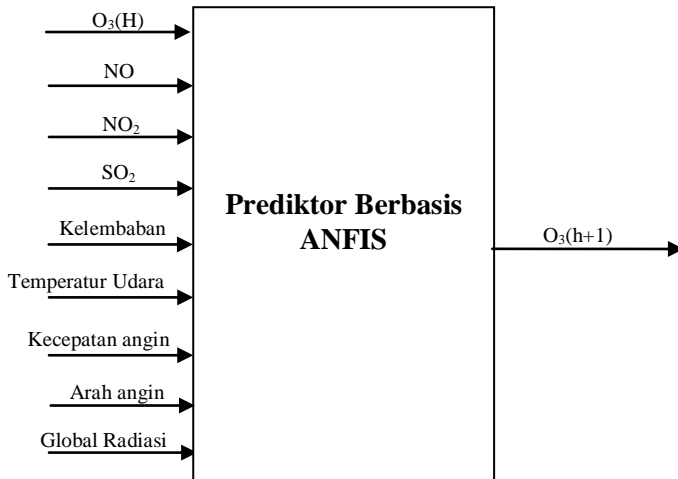 O₃(H)
NO
NO₂
SO₂
Kelembaban
Temperatur Udara
Kecepatan angin
Arah angin
Global Radiasi
Prediktor Berbasis
ANFIS
O₃(h+1)